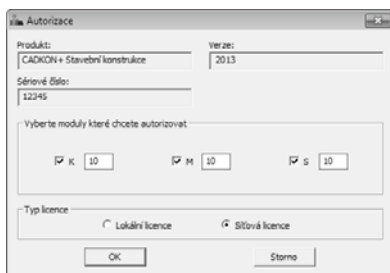 Autorizace
Produkt: Verze:
CADKON+ Stavební konstrukce 2013
Sériové číslo:
12345
Vyberte moduly které chcete autorizovat
K 10 M 10 S 10
Typ licence
Lokální licence Síťová licence
OK Storno